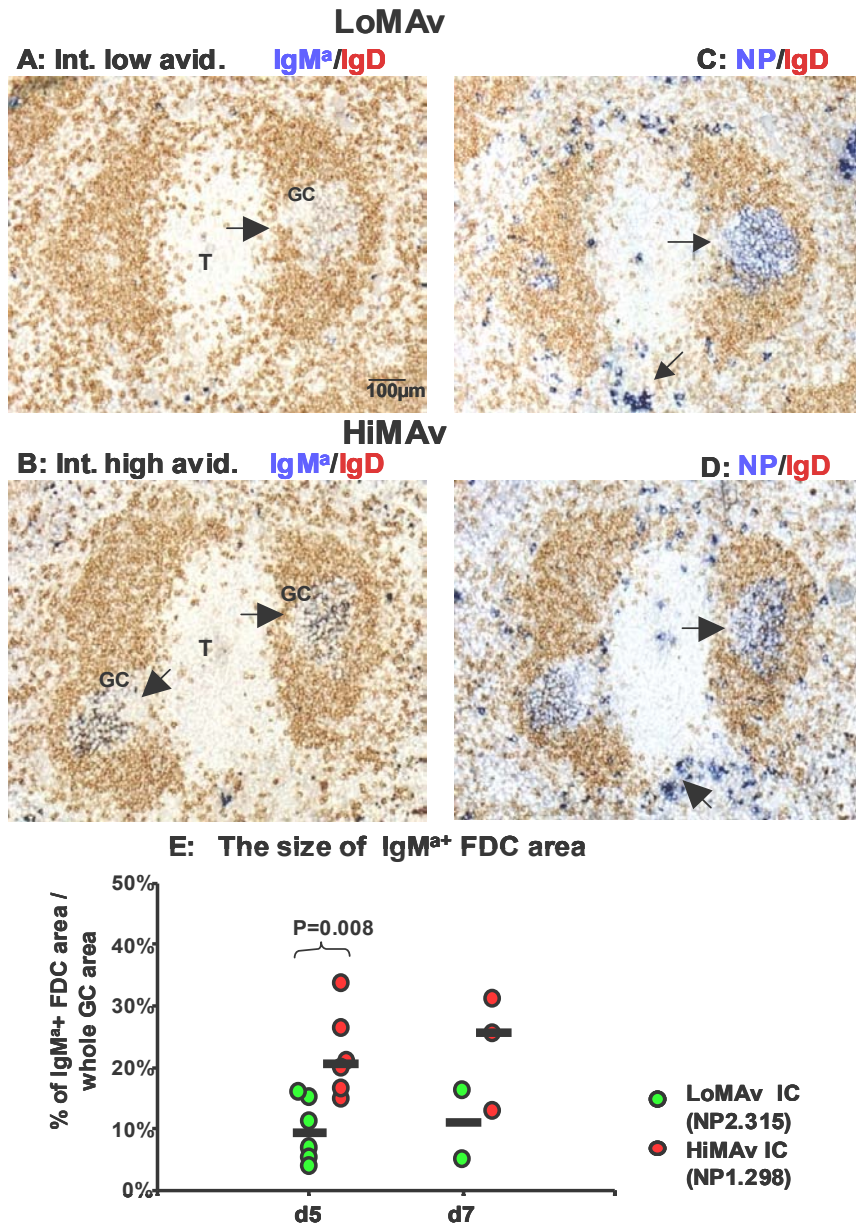 LoMAv
A: Int. low avid. IgMᵃ/IgD
C: NP/IgD
GC
T
100µm
HiMAv
B: Int. high avid. IgMᵃ/IgD
D: NP/IgD
GC
T
GC
E: The size of IgMᵃ⁺ FDC area
% of IgMᵃ⁺ FDC area /
whole GC area
50%
40%
30%
20%
10%
0%
P=0.008
d5
d7
LoMAv IC
(NP2.315)
HiMAv IC
(NP1.298)